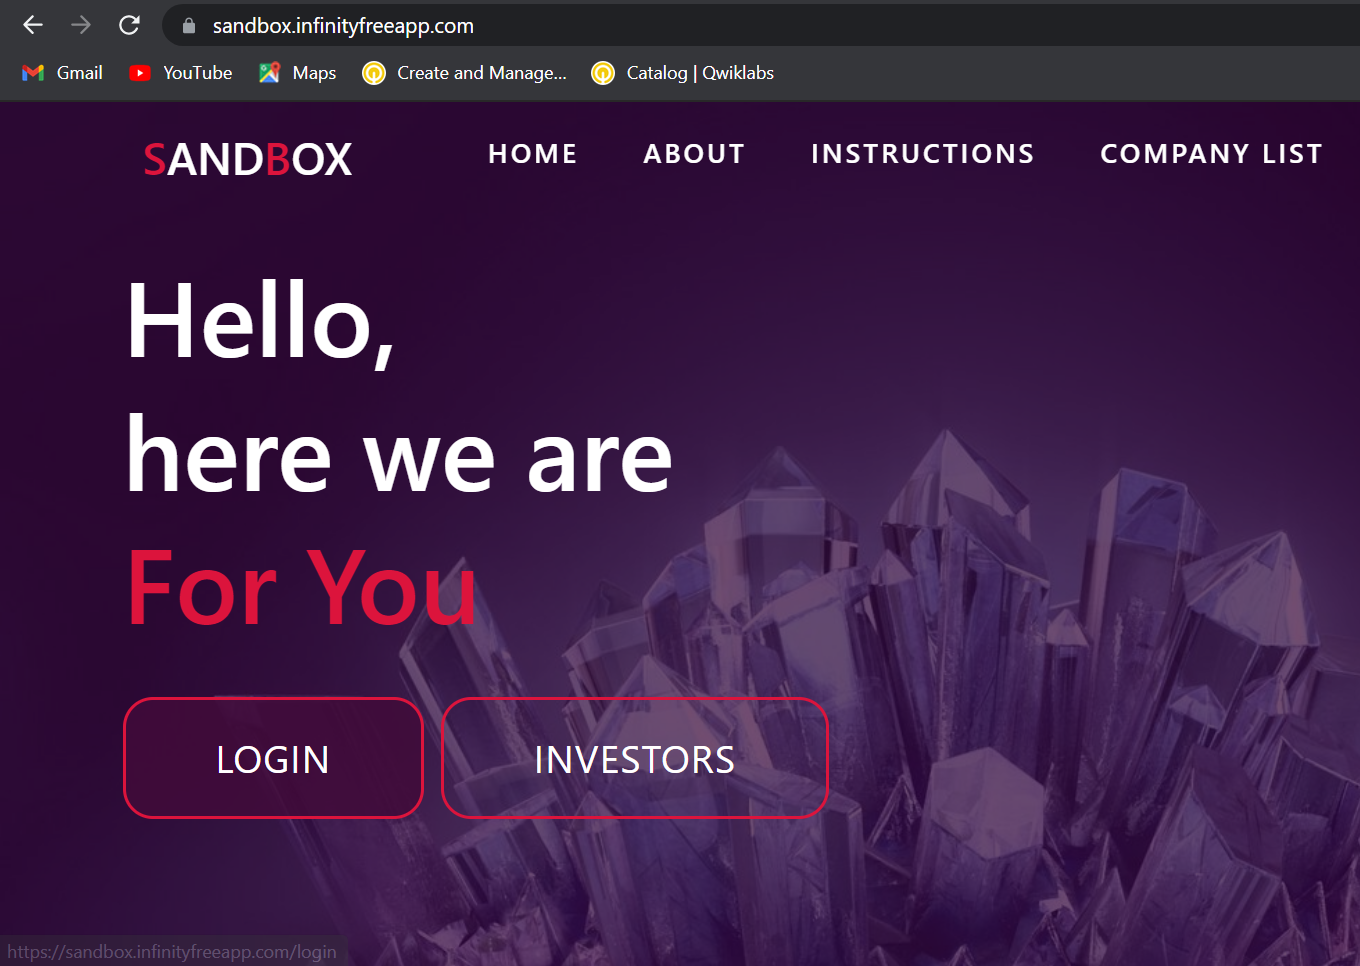 sandbox.infinityfreeapp.com
Gmail YouTube Maps Create and Manage... Catalog | Qwiklabs
SANDBOX HOME ABOUT INSTRUCTIONS COMPANY LIST
Hello,
here we are
For You
LOGIN INVESTORS
https://sandbox.infinityfreeapp.com/login